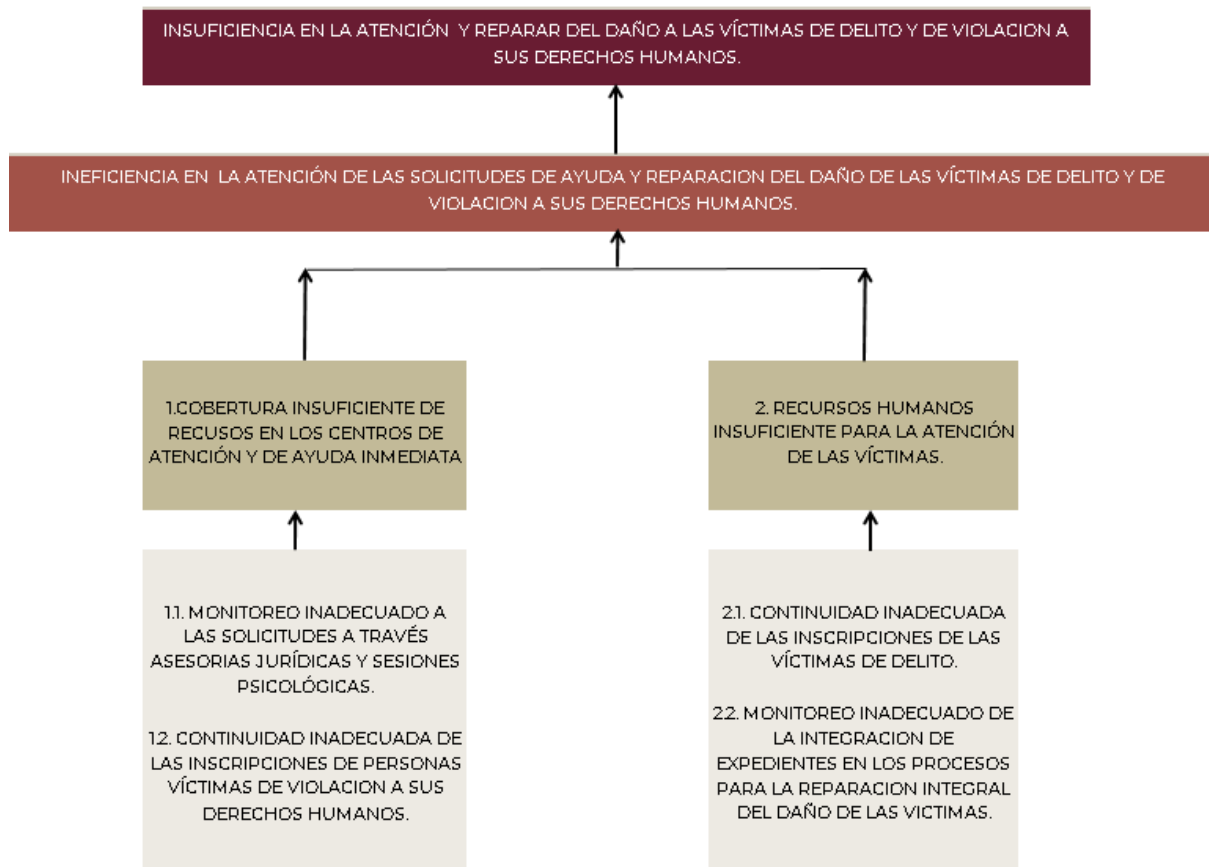 INSUFICIENCIA EN LA ATENCIÓN Y REPARAR DEL DAÑO A LAS VÍCTIMAS DE DELITO Y DE VIOLACION A
SUS DERECHOS HUMANOS.
INEFICIENCIA EN LA ATENCIÓN DE LAS SOLICITUDES DE AYUDA Y REPARACION DEL DAÑO DE LAS VÍCTIMAS DE DELITO Y DE
VIOLACION A SUS DERECHOS HUMANOS.
1.COBERTURA INSUFICIENTE DE
RECUSOS EN LOS CENTROS DE
ATENCIÓN Y DE AYUDA INMEDIATA
2. RECURSOS HUMANOS
INSUFICIENTE PARA LA ATENCIÓN
DE LAS VÍCTIMAS.
1.1. MONITOREO INADECUADO A
LAS SOLICITUDES A TRAVÉS
ASESORIAS JURÍDICAS Y SESIONES
PSICOLÓGICAS.
1.2. CONTINUIDAD INADECUADA DE
LAS INSCRIPCIONES DE PERSONAS
VÍCTIMAS DE VIOLACION A SUS
DERECHOS HUMANOS.
2.1. CONTINUIDAD INADECUADA
DE LAS INSCRIPCIONES DE LAS
VÍCTIMAS DE DELITO.
2.2. MONITOREO INADECUADO DE
LA INTEGRACION DE
EXPEDIENTES EN LOS PROCESOS
PARA LA REPARACION INTEGRAL
DEL DAÑO DE LAS VICTIMAS.